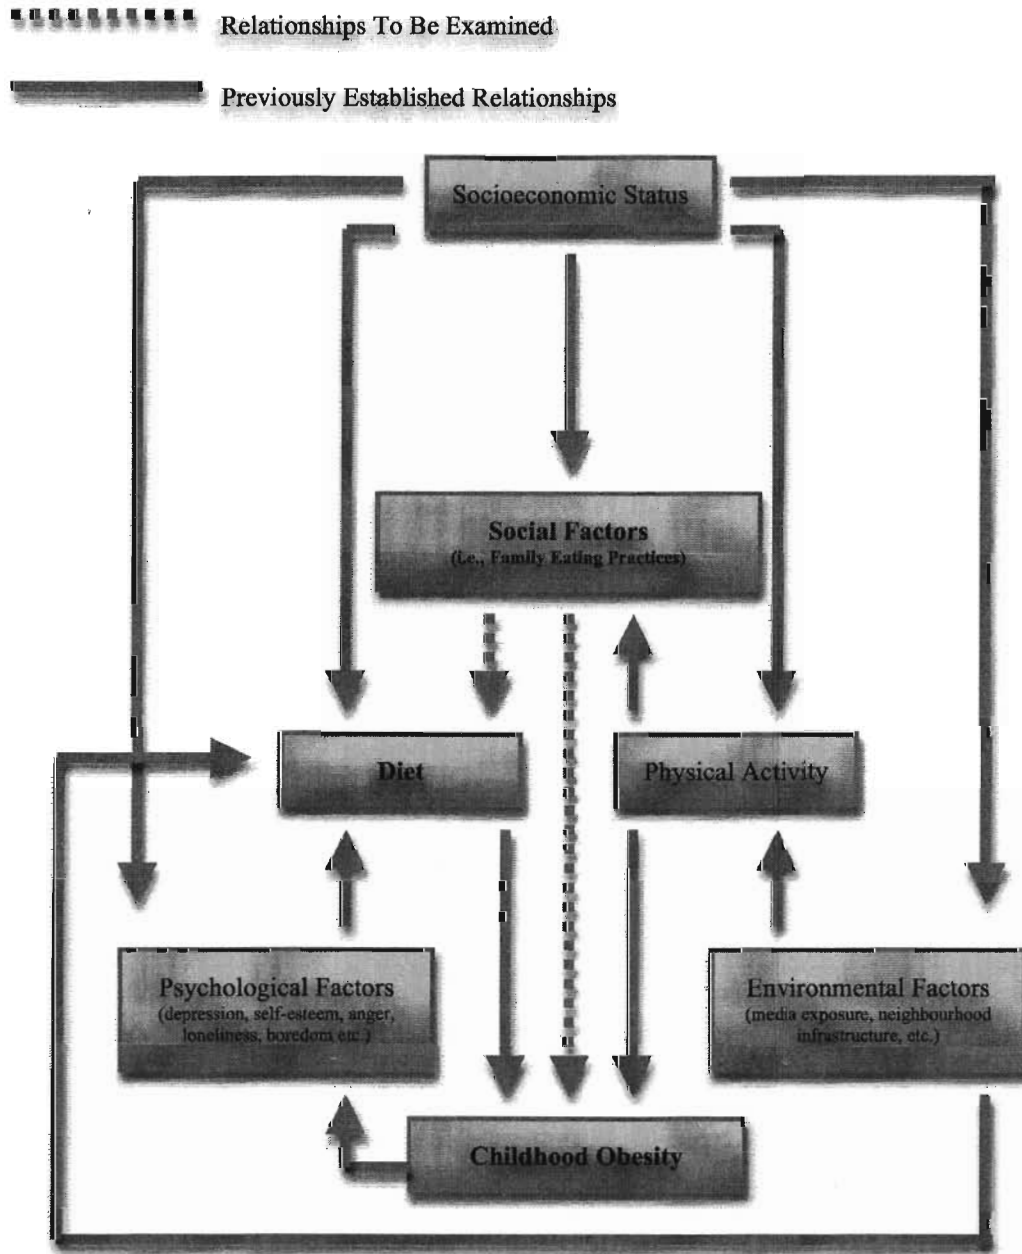 Relationships To Be Examined
Previously Established Relationships
Socioeconomic Status
Social Factors
(i.e., Family Eating Practices)
Diet
Physical Activity
Psychological Factors
(depression, self-esteem, anger,
loneliness, boredom etc.)
Environmental Factors
(media exposure, neighbourhood
infrastructure, etc.)
Childhood Obesity